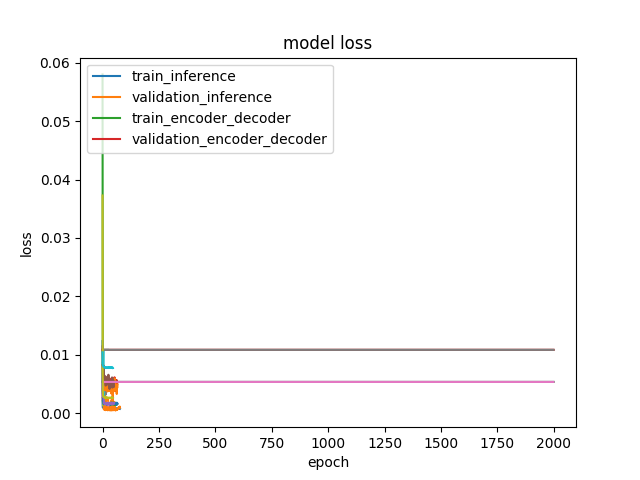 model loss
0.06
0.05
0.04
0.03
0.02
0.01
0.00
loss
train_inference
validation_inference
train_encoder_decoder
validation_encoder_decoder
0 250 500 750 1000 1250 1500 1750 2000
epoch